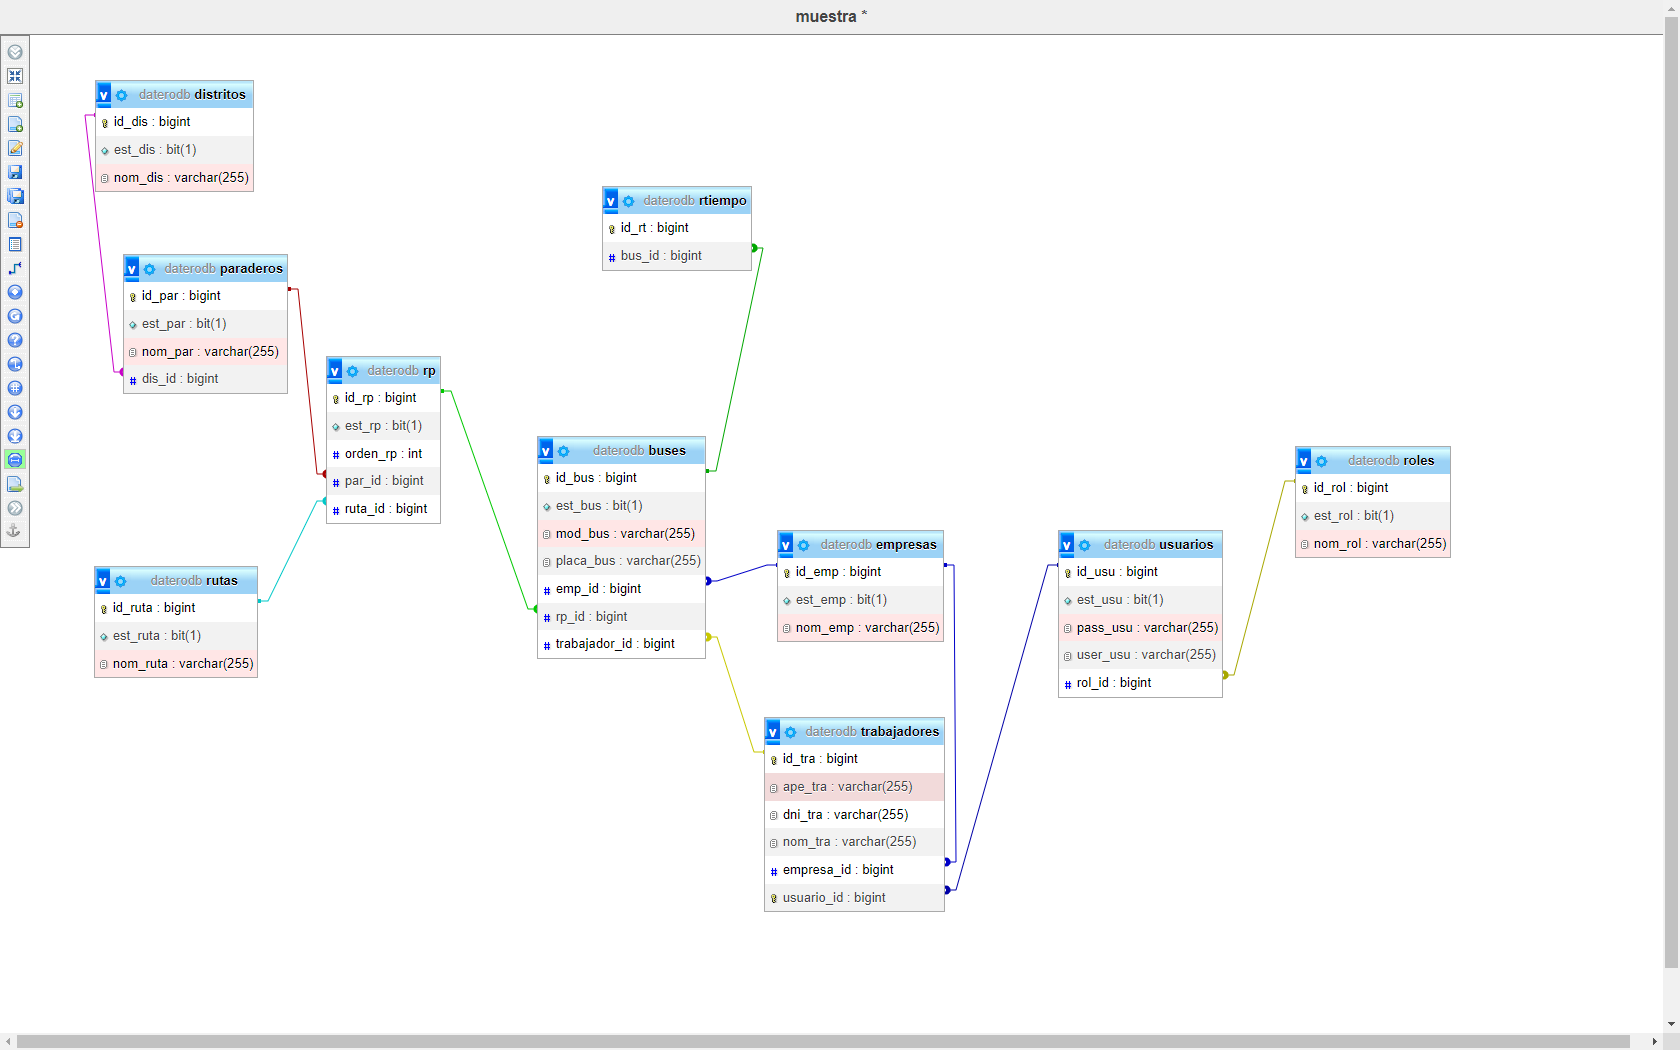 muestra *
v daterodb distritos
id_dis : bigint
est_dis : bit(1)
nom_dis : varchar(255)
v daterodb paraderos
id_par : bigint
est_par : bit(1)
nom_par : varchar(255)
# dis_id : bigint
v daterodb rp
id_rp : bigint
est_rp : bit(1)
# orden_rp : int
# par_id : bigint
# ruta_id : bigint
v daterodb rutas
id_ruta : bigint
est_ruta : bit(1)
nom_ruta : varchar(255)
v daterodb rtiempo
id_rt : bigint
# bus_id : bigint
v daterodb buses
id_bus : bigint
est_bus : bit(1)
mod_bus : varchar(255)
placa_bus : varchar(255)
# emp_id : bigint
# rp_id : bigint
# trabajador_id : bigint
v daterodb empresas
id_emp : bigint
est_emp : bit(1)
nom_emp : varchar(255)
v daterodb trabajadores
id_tra : bigint
ape_tra : varchar(255)
dni_tra : varchar(255)
nom_tra : varchar(255)
# empresa_id : bigint
usuario_id : bigint
v daterodb usuarios
id_usu : bigint
est_usu : bit(1)
pass_usu : varchar(255)
user_usu : varchar(255)
# rol_id : bigint
v daterodb roles
id_rol : bigint
est_rol : bit(1)
nom_rol : varchar(255)